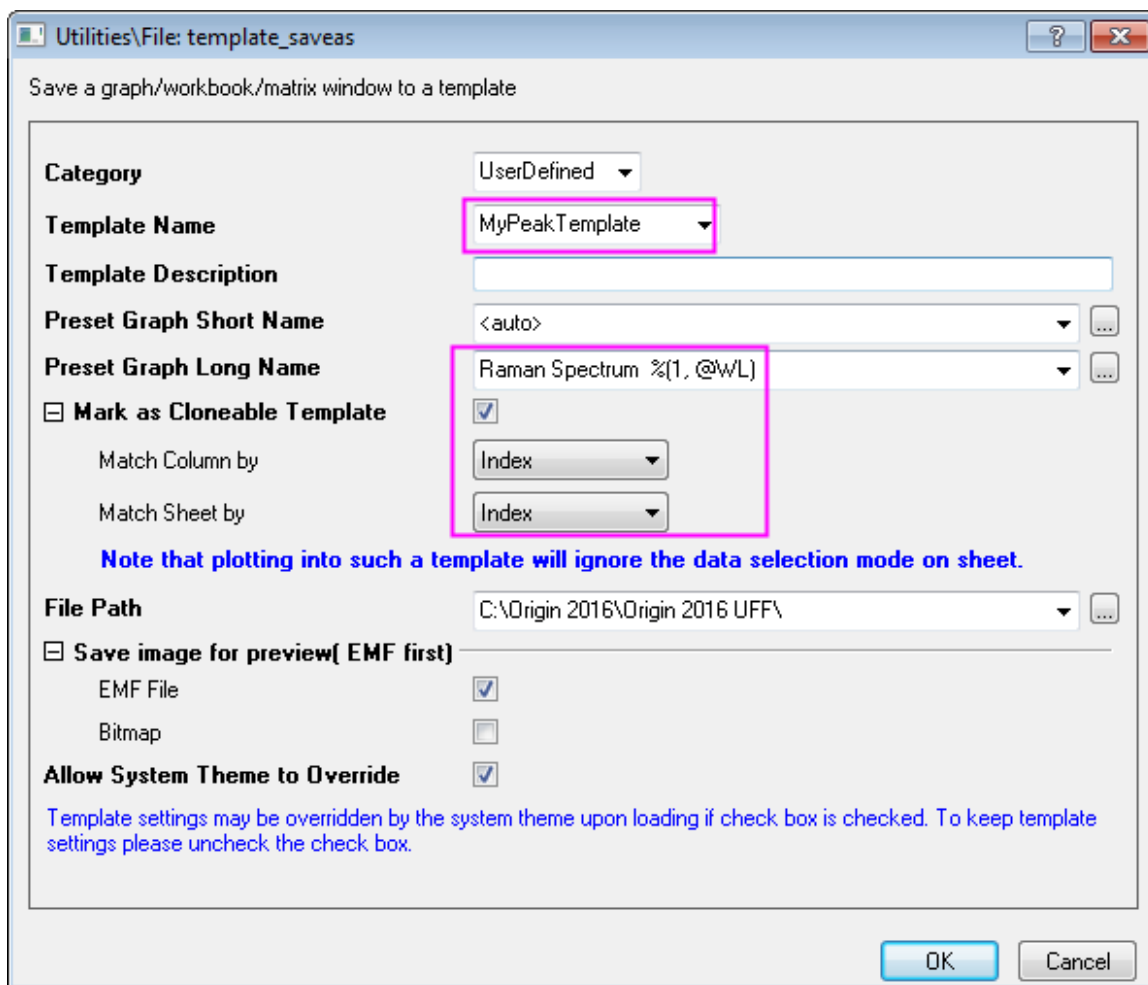 Utilities\File: template_saveas
Save a graph/workbook/matrix window to a template
Category UserDefined
Template Name MyPeakTemplate
Template Description
Preset Graph Short Name <auto> ...
Preset Graph Long Name Raman Spectrum %(1, @WL) ...
Mark as Cloneable Template
Match Column by Index
Match Sheet by Index
Note that plotting into such a template will ignore the data selection mode on sheet.
File Path C:\Origin 2016\Origin 2016 UFF\ ...
Save image for preview( EMF first)
EMF File
Bitmap
Allow System Theme to Override
Template settings may be overridden by the system theme upon loading if check box is checked. To keep template
settings please uncheck the check box.
OK Cancel